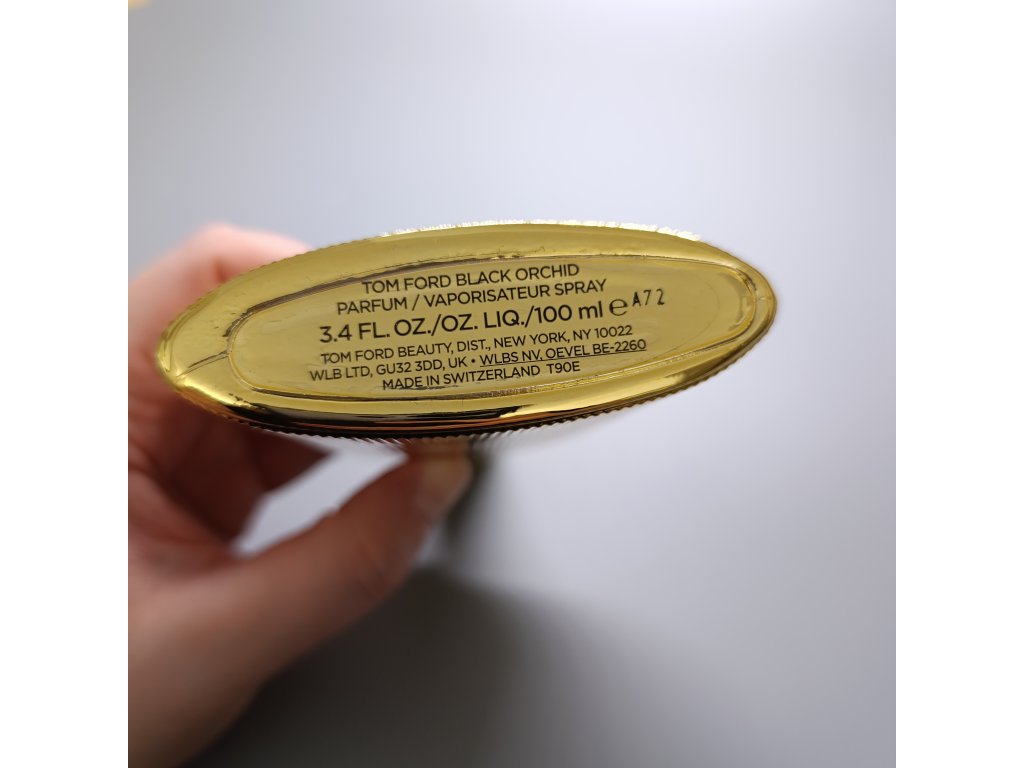 TOM FORD BLACK ORCHID
PARFUM / VAPORISATEUR SPRAY
3.4 FL. OZ./OZ. LIQ./100 ml ℮ A72
TOM FORD BEAUTY, DIST., NEW YORK, NY 10022
WLB LTD, GU32 3DD, UK • WLBS NV. OEVEL BE-2260
MADE IN SWITZERLAND T90E